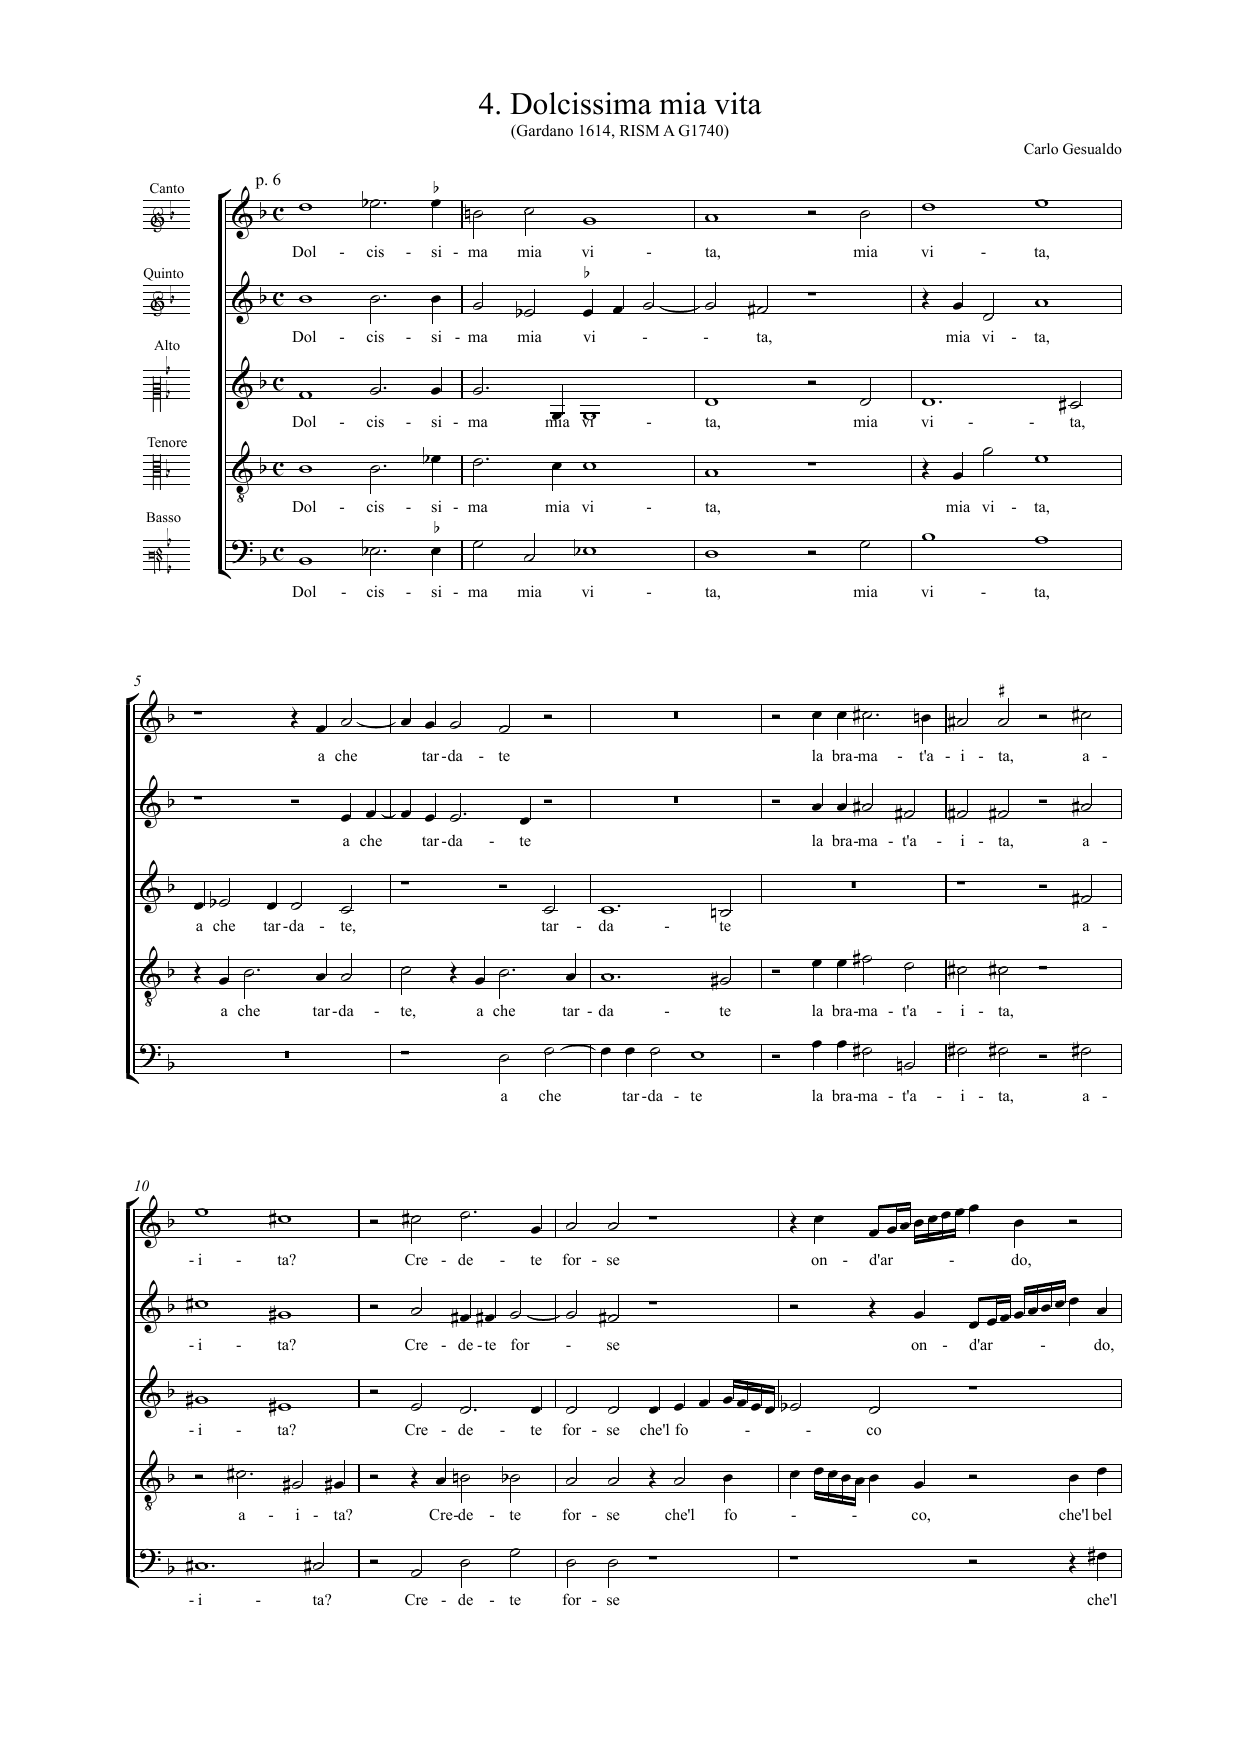 4. Dolcissima mia vita
(Gardano 1614, RISM A G1740)
Carlo Gesualdo
p. 6
Canto
Dol - cis - si - ma mia vi - ta, mia vi - ta,
Quinto
Dol - cis - si - ma mia vi - - ta, mia vi - ta,
Alto
Dol - cis - si - ma mia vi - ta, mia vi - - ta,
Tenore
Dol - cis - si - ma mia vi - ta, mia vi - ta,
Basso
Dol - cis - si - ma mia vi - ta, mia vi - ta,
5
a che tar - da - te la bra - ma - t'a - i - ta, a -
a che tar - da - te la bra - ma - t'a - i - ta, a -
a che tar - da - te, tar - da - te a -
a che tar - da - te, a che tar - da - te la bra - ma - t'a - i - ta,
a che tar - da - te la bra - ma - t'a - i - ta, a -
10
- i - ta? Cre - de - te for - se on - d'ar - - do,
- i - ta? Cre - de - te for - se on - d'ar - do,
- i - ta? Cre - de - te for - se che'l fo - - co
a - i - ta? Cre - de - te for - se che'l fo - - co, che'l bel
- i - ta? Cre - de - te for - se che'l